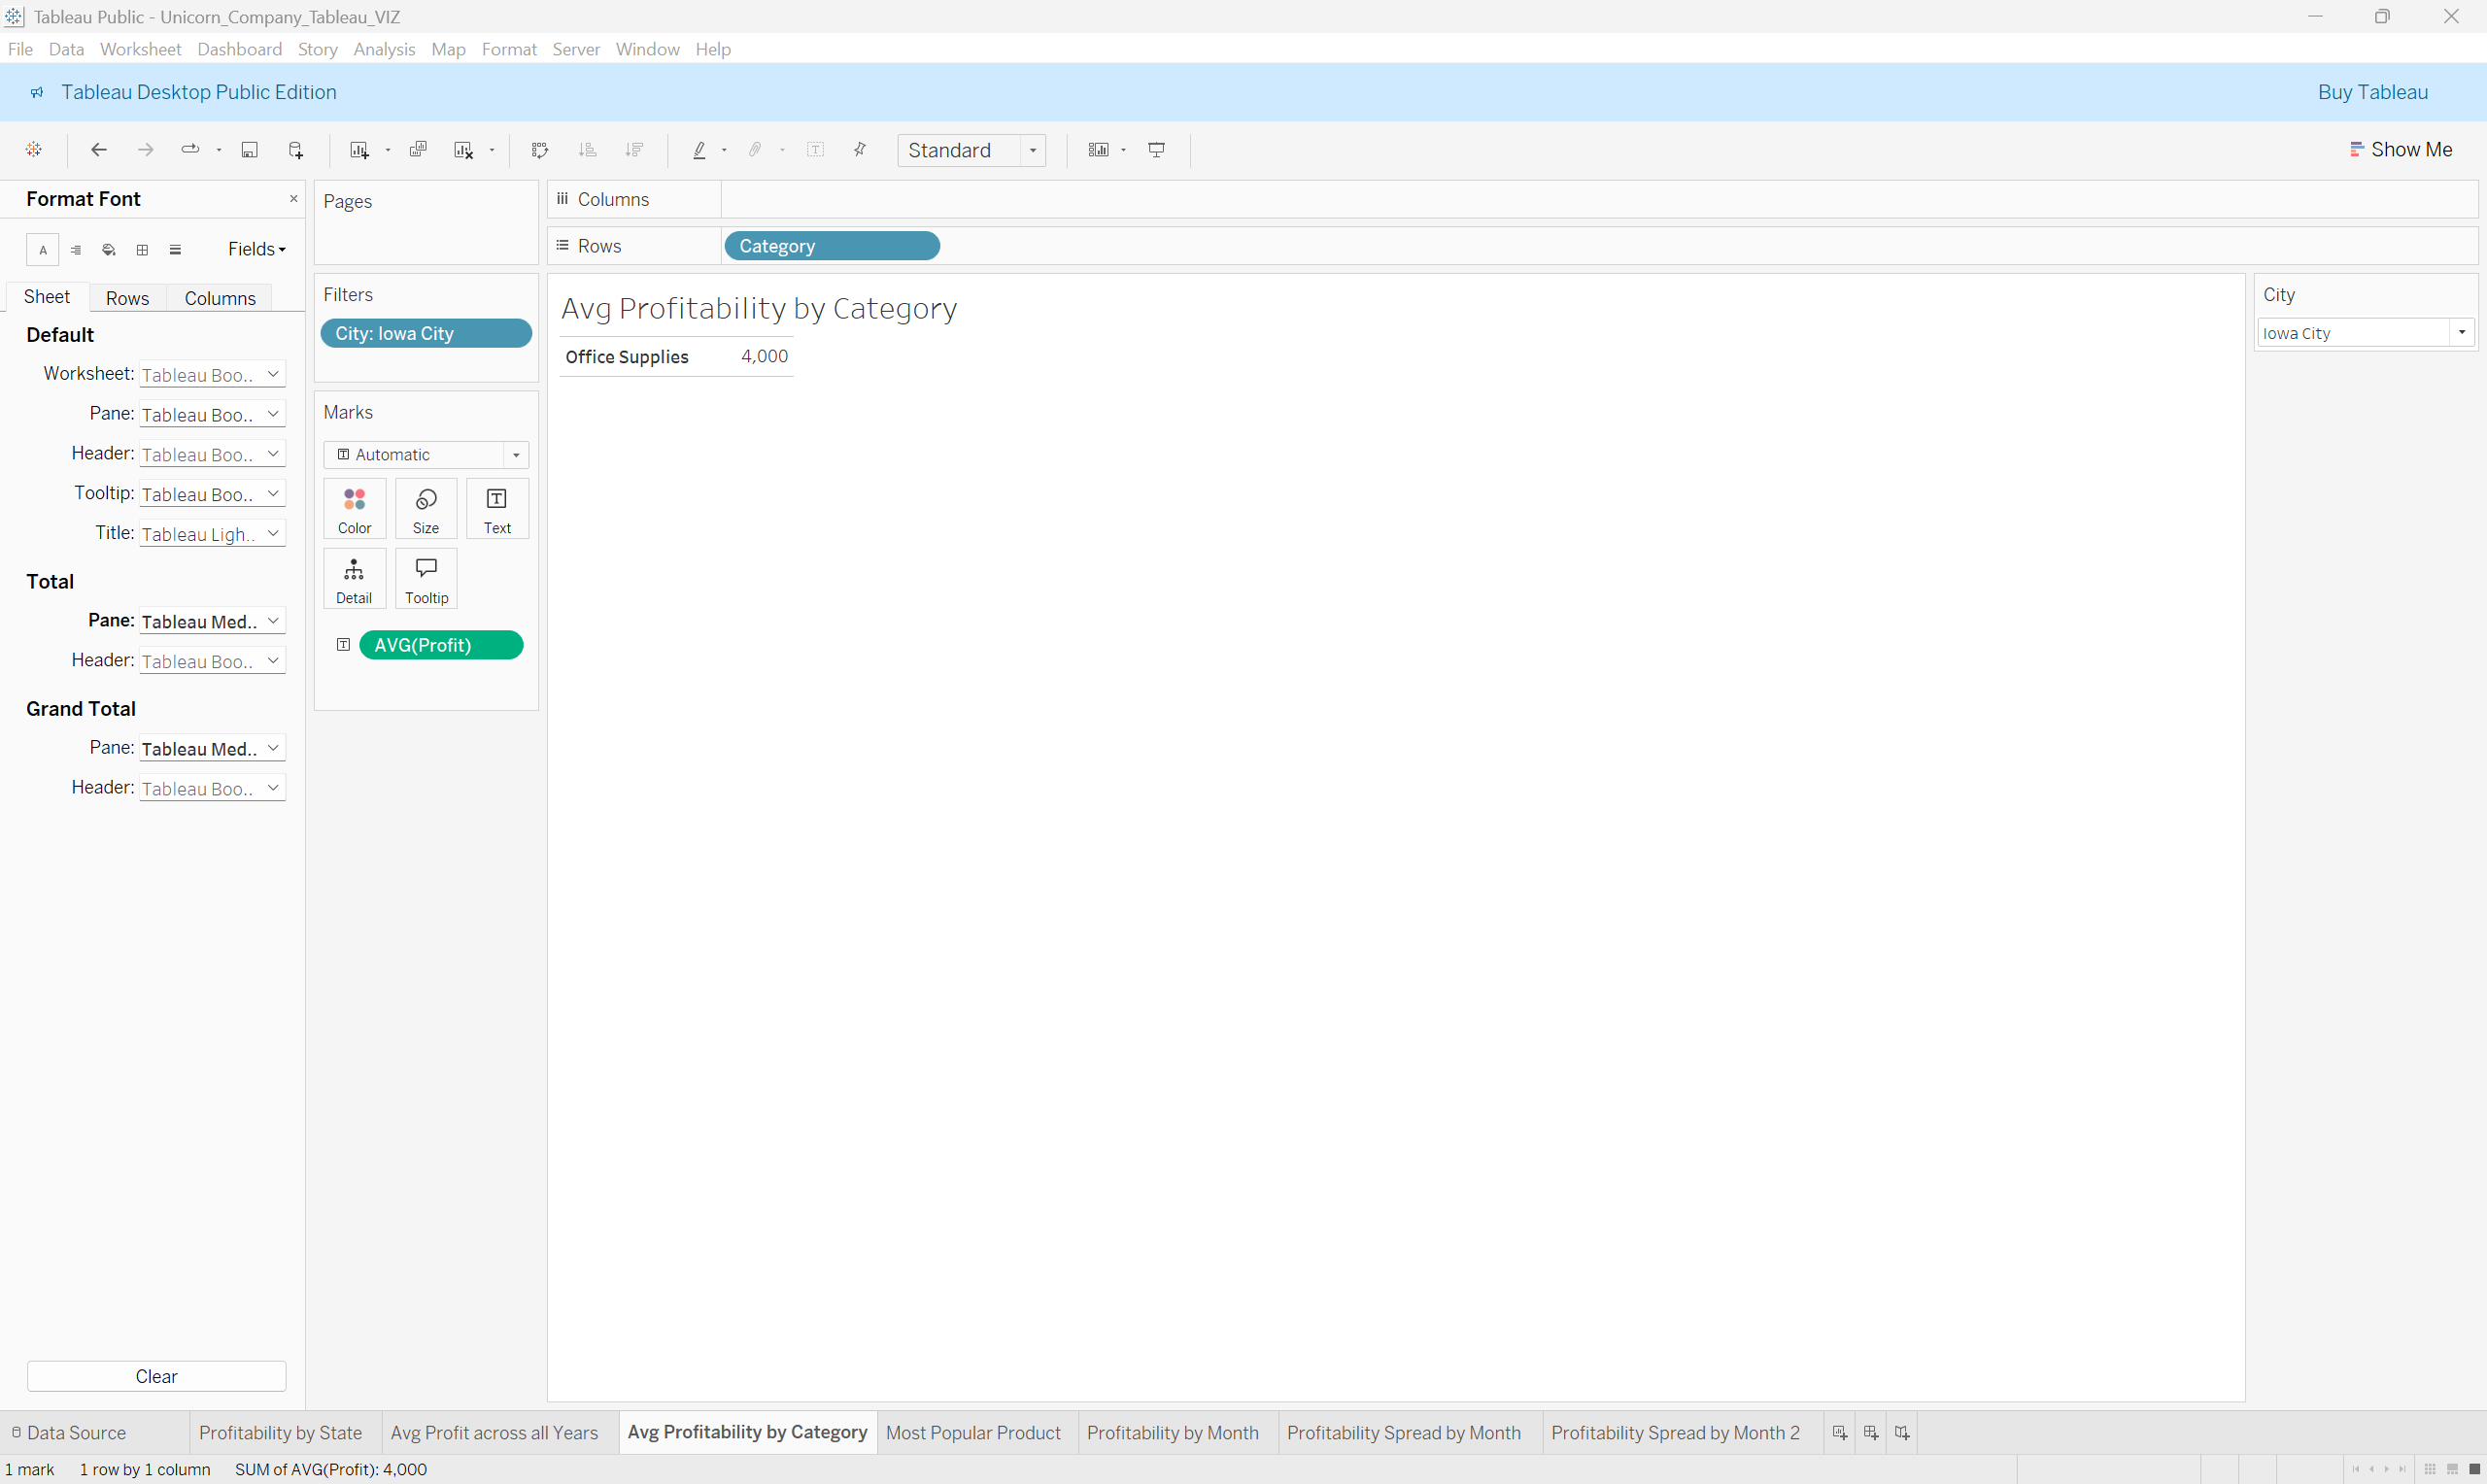 Tableau Public - Unicorn_Company_Tableau_VIZ
File Data Worksheet Dashboard Story Analysis Map Format Server Window Help
Tableau Desktop Public Edition
Buy Tableau
Standard
Show Me
Format Font
Fields
Sheet Rows Columns
Default
Worksheet: Tableau Boo..
Pane: Tableau Boo..
Header: Tableau Boo..
Tooltip: Tableau Boo..
Title: Tableau Ligh..
Total
Pane: Tableau Med..
Header: Tableau Boo..
Grand Total
Pane: Tableau Med..
Header: Tableau Boo..
Clear
Pages
Filters
City: Iowa City
Marks
Automatic
Color Size Text
Detail Tooltip
AVG(Profit)
Columns
Rows
Category
Avg Profitability by Category
Office Supplies 4,000
City
Iowa City
Data Source
Profitability by State
Avg Profit across all Years
Avg Profitability by Category
Most Popular Product
Profitability by Month
Profitability Spread by Month
Profitability Spread by Month 2
1 mark
1 row by 1 column
SUM of AVG(Profit): 4,000